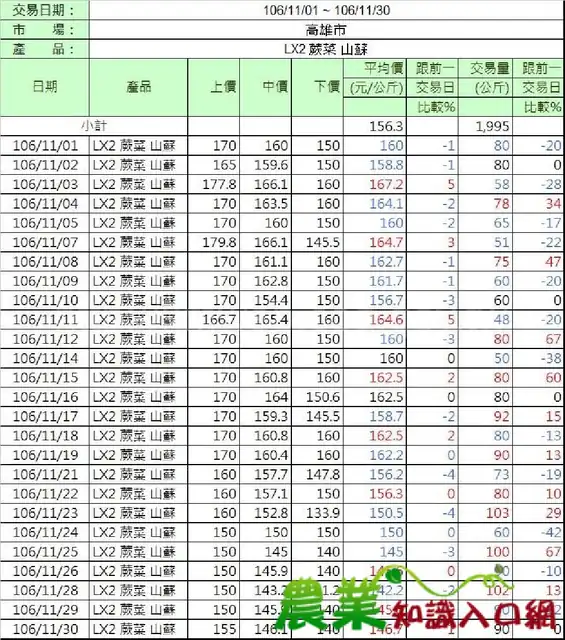 交易日期： 106/11/01 ~ 106/11/30
市 場： 高雄市
產 品： LX2 蕨菜 山蘇
日期 產品 上價 中價 下價 平均價 (元/公斤) 跟前一交易日比較% 交易量 (公斤) 跟前一交易日比較%
小計 156.3 1,995
106/11/01 LX2 蕨菜 山蘇 170 160 150 160 -1 80 -20
106/11/02 LX2 蕨菜 山蘇 165 159.6 150 158.8 -1 80 0
106/11/03 LX2 蕨菜 山蘇 177.8 166.1 160 167.2 5 58 -28
106/11/04 LX2 蕨菜 山蘇 170 163.5 160 164.1 -2 78 34
106/11/05 LX2 蕨菜 山蘇 170 160 150 160 -2 65 -17
106/11/07 LX2 蕨菜 山蘇 179.8 166.1 145.5 164.7 3 51 -22
106/11/08 LX2 蕨菜 山蘇 170 161.1 160 162.7 -1 75 47
106/11/09 LX2 蕨菜 山蘇 170 162.8 150 161.7 -1 60 -20
106/11/10 LX2 蕨菜 山蘇 170 154.4 150 156.7 -3 60 0
106/11/11 LX2 蕨菜 山蘇 166.7 165.4 160 164.6 5 48 -20
106/11/12 LX2 蕨菜 山蘇 170 160 150 160 -3 80 67
106/11/14 LX2 蕨菜 山蘇 170 160 150 160 0 50 -38
106/11/15 LX2 蕨菜 山蘇 170 160.8 160 162.5 2 80 60
106/11/16 LX2 蕨菜 山蘇 170 164 150.6 162.5 0 80 0
106/11/17 LX2 蕨菜 山蘇 170 159.3 145.5 158.7 -2 92 15
106/11/18 LX2 蕨菜 山蘇 170 160.8 160 162.5 2 80 -13
106/11/19 LX2 蕨菜 山蘇 170 160.4 160 162.2 0 90 13
106/11/21 LX2 蕨菜 山蘇 160 157.7 147.8 156.2 -4 73 -19
106/11/22 LX2 蕨菜 山蘇 160 157.1 150 156.3 0 80 10
106/11/23 LX2 蕨菜 山蘇 160 152.8 133.9 150.5 -4 103 29
106/11/24 LX2 蕨菜 山蘇 150 150 150 150 0 60 -42
106/11/25 LX2 蕨菜 山蘇 150 145 140 145 -3 100 67
106/11/26 LX2 蕨菜 山蘇 150 145.9 140 0 -10
106/11/28 LX2 蕨菜 山蘇 150 -2 102 13
106/11/29 LX2 蕨菜 山蘇 150
106/11/30 LX2 蕨菜 山蘇 155 146.1 140 146.7 90 0
農業知識入口網